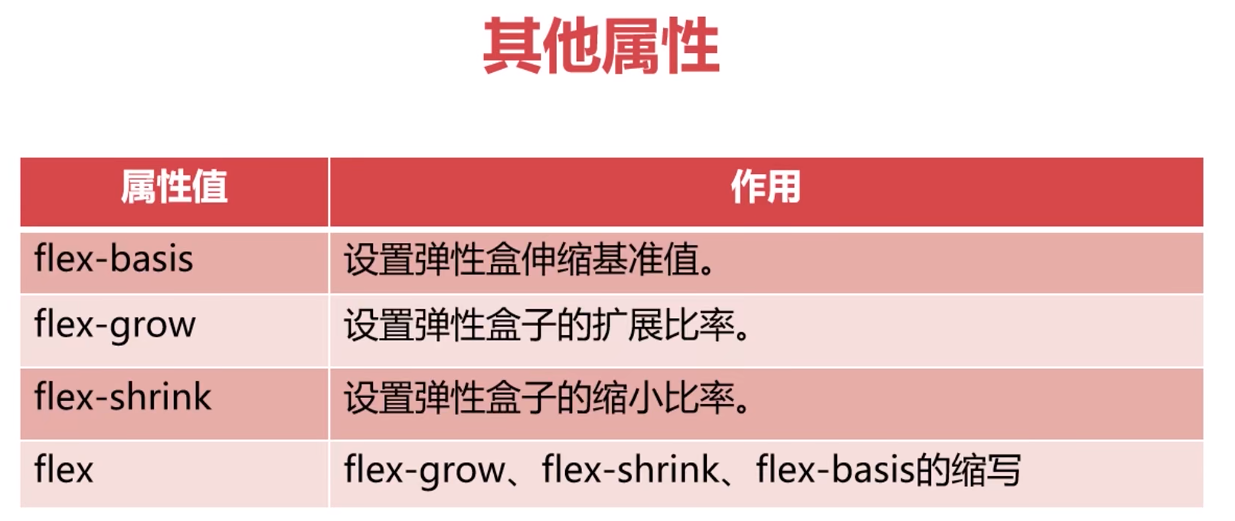 其他属性
属性值 作用
flex-basis 设置弹性盒伸缩基准值。
flex-grow 设置弹性盒子的扩展比率。
flex-shrink 设置弹性盒子的缩小比率。
flex flex-grow、flex-shrink、flex-basis的缩写